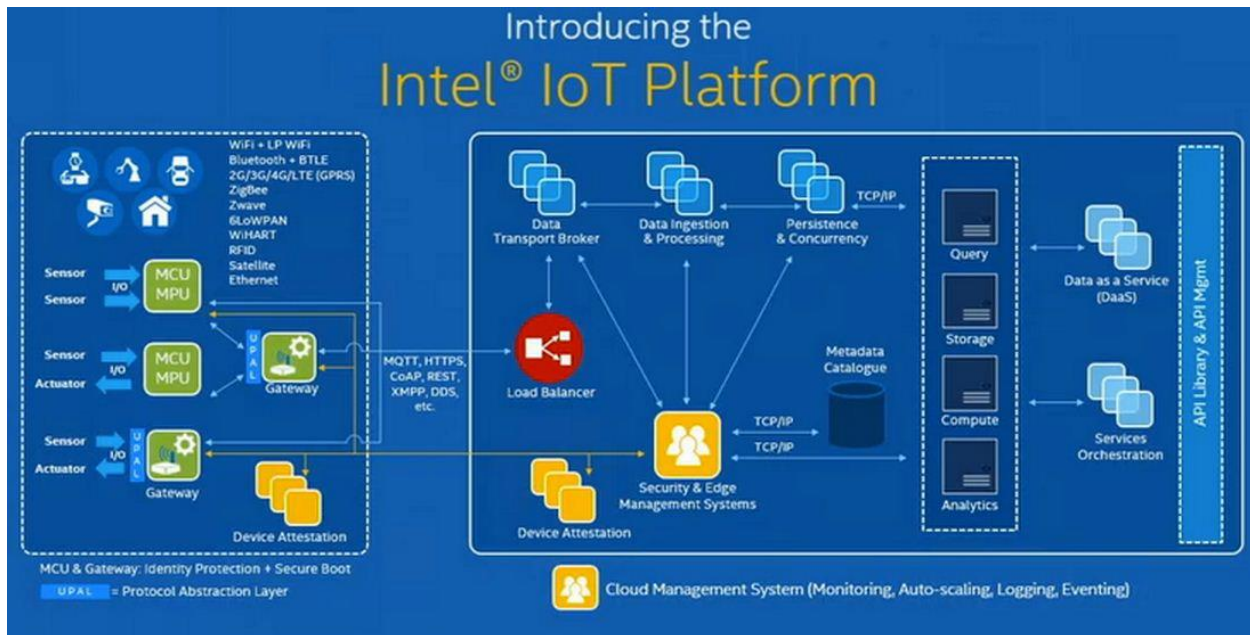 Introducing the
Intel® IoT Platform
WiFi + LP WiFi
Bluetooth + BTLE
2G/3G/4G/LTE (GPRS)
ZigBee
Zwave
6LoWPAN
WiHART
RFID
Satellite
Ethernet
Sensor
I/O
Sensor
MCU
MPU
Sensor
I/O
Actuator
MCU
MPU
UPAL
Gateway
Sensor
I/O
Actuator
UPAL
Gateway
Device Attestation
MCU & Gateway: Identity Protection + Secure Boot
UPAL = Protocol Abstraction Layer
MQTT, HTTPS,
CoAP, REST,
XMPP, DDS,
etc.
Data
Transport Broker
Data Ingestion
& Processing
Persistence
& Concurrency
TCP/IP
Load Balancer
Metadata
Catalogue
TCP/IP
TCP/IP
Security & Edge
Management Systems
Device Attestation
Query
Storage
Compute
Analytics
Data as a Service
(DaaS)
Services
Orchestration
API Library & API Mgmt
Cloud Management System (Monitoring, Auto-scaling, Logging, Eventing)